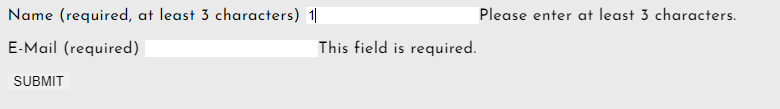 Name (required, at least 3 characters) 1 Please enter at least 3 characters.
E-Mail (required) This field is required.
SUBMIT